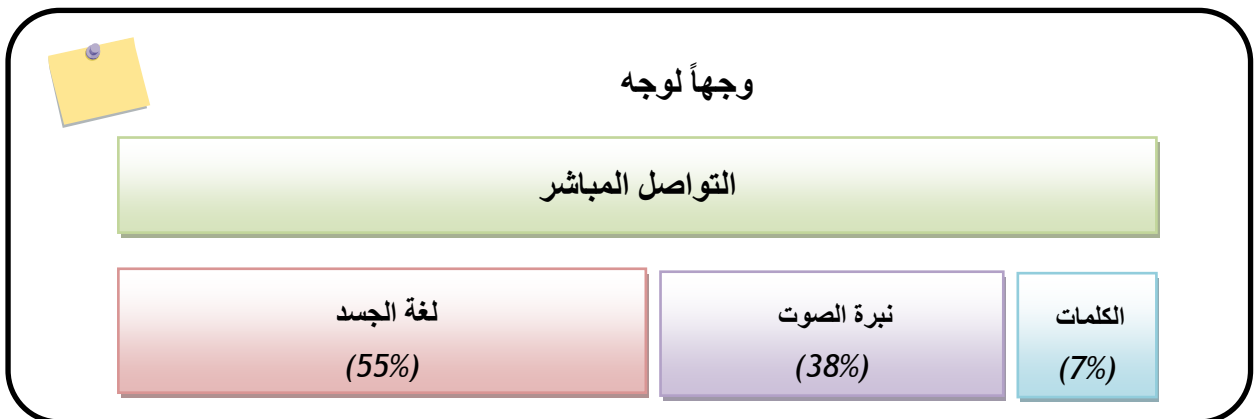 وجهاً لوجه
التواصل المباشر
الكلمات
(7%)
نبرة الصوت
(38%)
لغة الجسد
(55%)